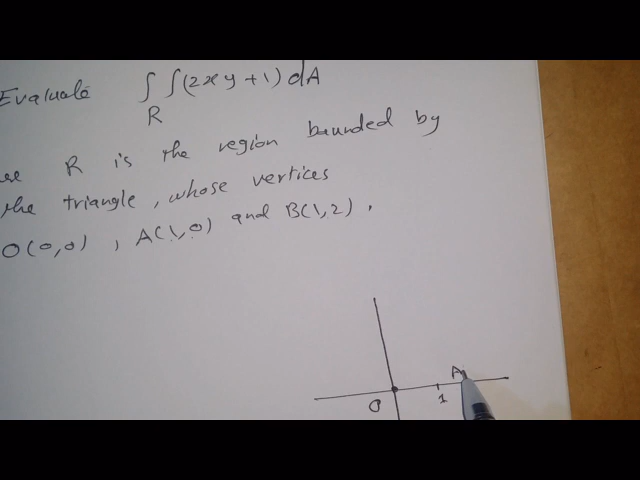 Evaluate ∫ ∫ (2xy + 1) dA
R
R is the region bounded by
the triangle, whose vertices
O(0,0), A(1,0) and B(1,2).
A
O 1